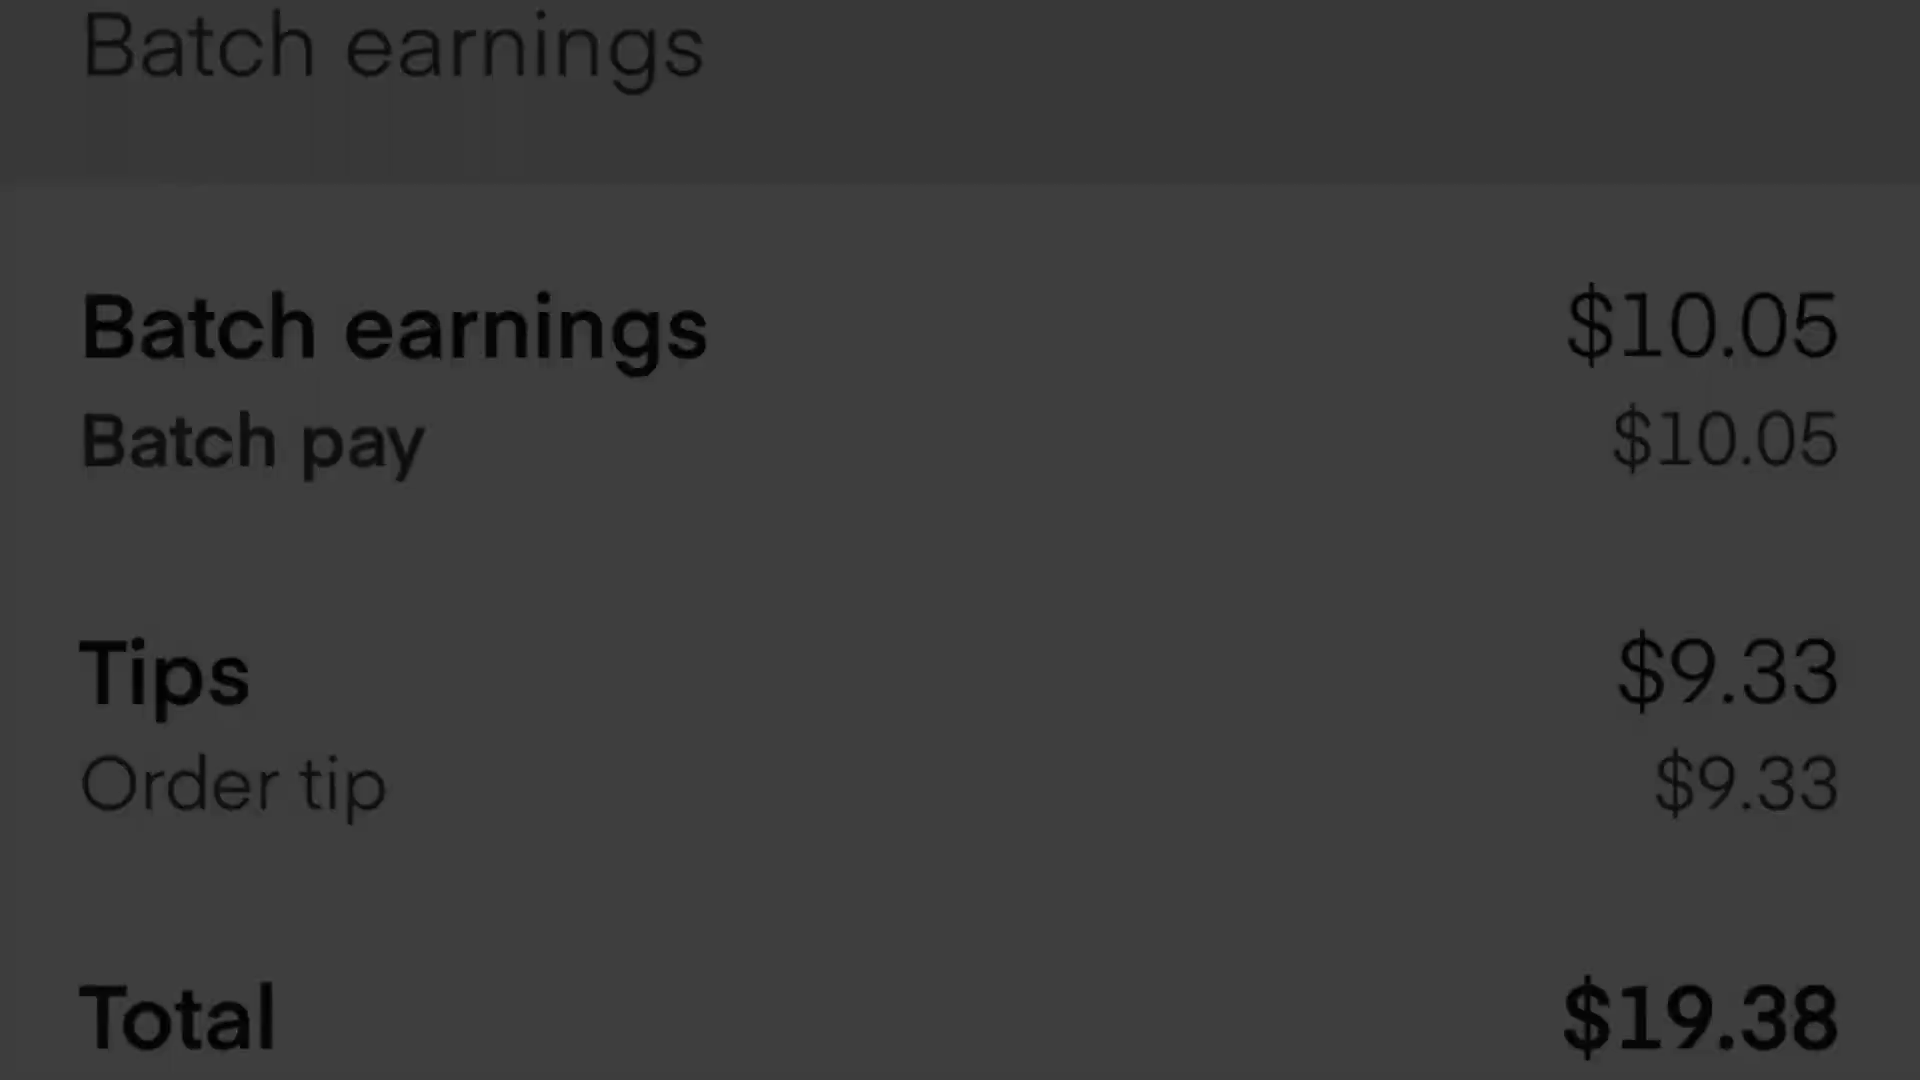 Batch earnings
Batch earnings $10.05
Batch pay $10.05
Tips $9.33
Order tip $9.33
Total $19.38